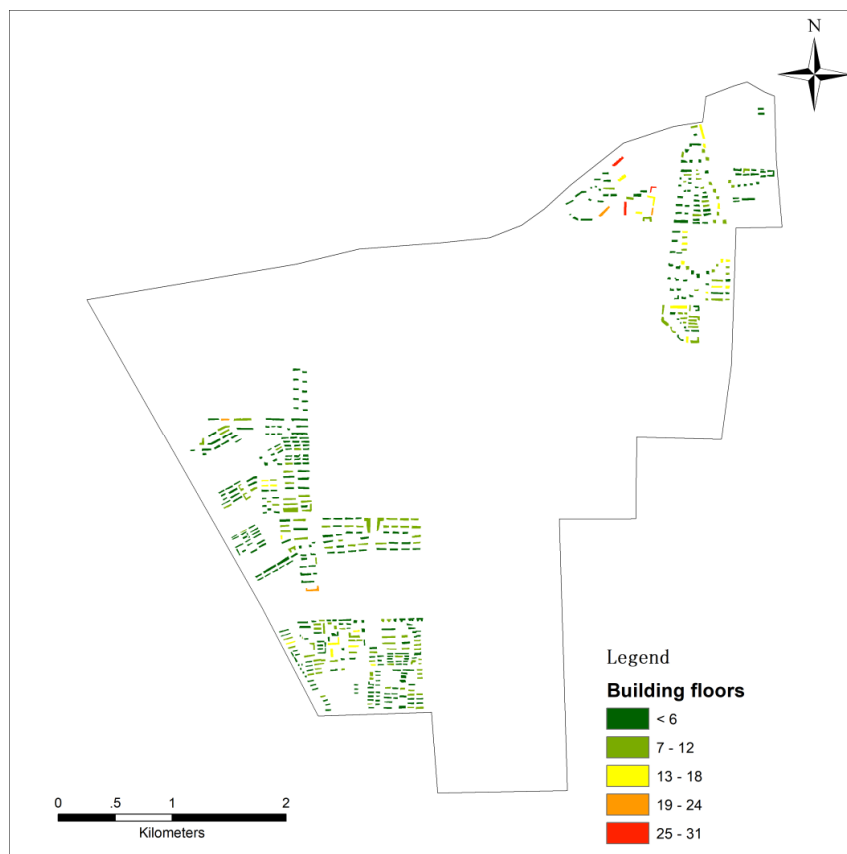 N
Legend
Building floors
< 6
7 - 12
13 - 18
19 - 24
25 - 31
0 .5 1 2
Kilometers